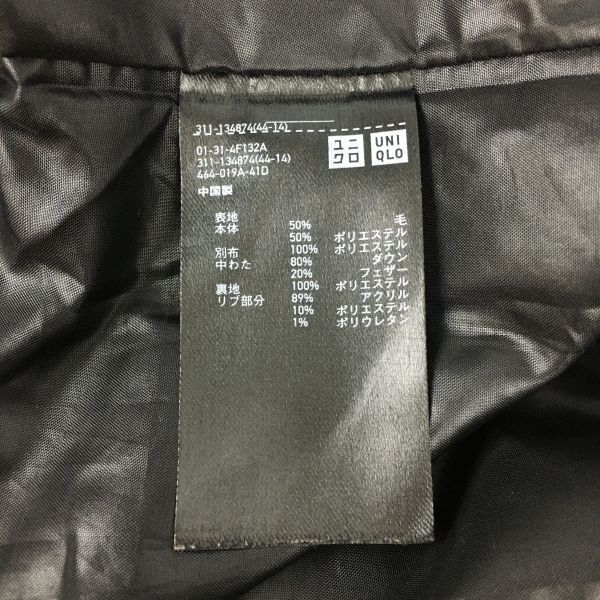 311-134874(44-14)
01-31-4F132A
311-134874(44-14)
464-019A-41D
中国製
ユニ
クロ
UNI
QLO
表地
本体 50% 毛
50% ポリエステル
別布 100% ポリエステル
中わた 80% ダウン
20% フェザー
裏地 100% ポリエステル
リブ部分 89% アクリル
10% ポリエステル
1% ポリウレタン